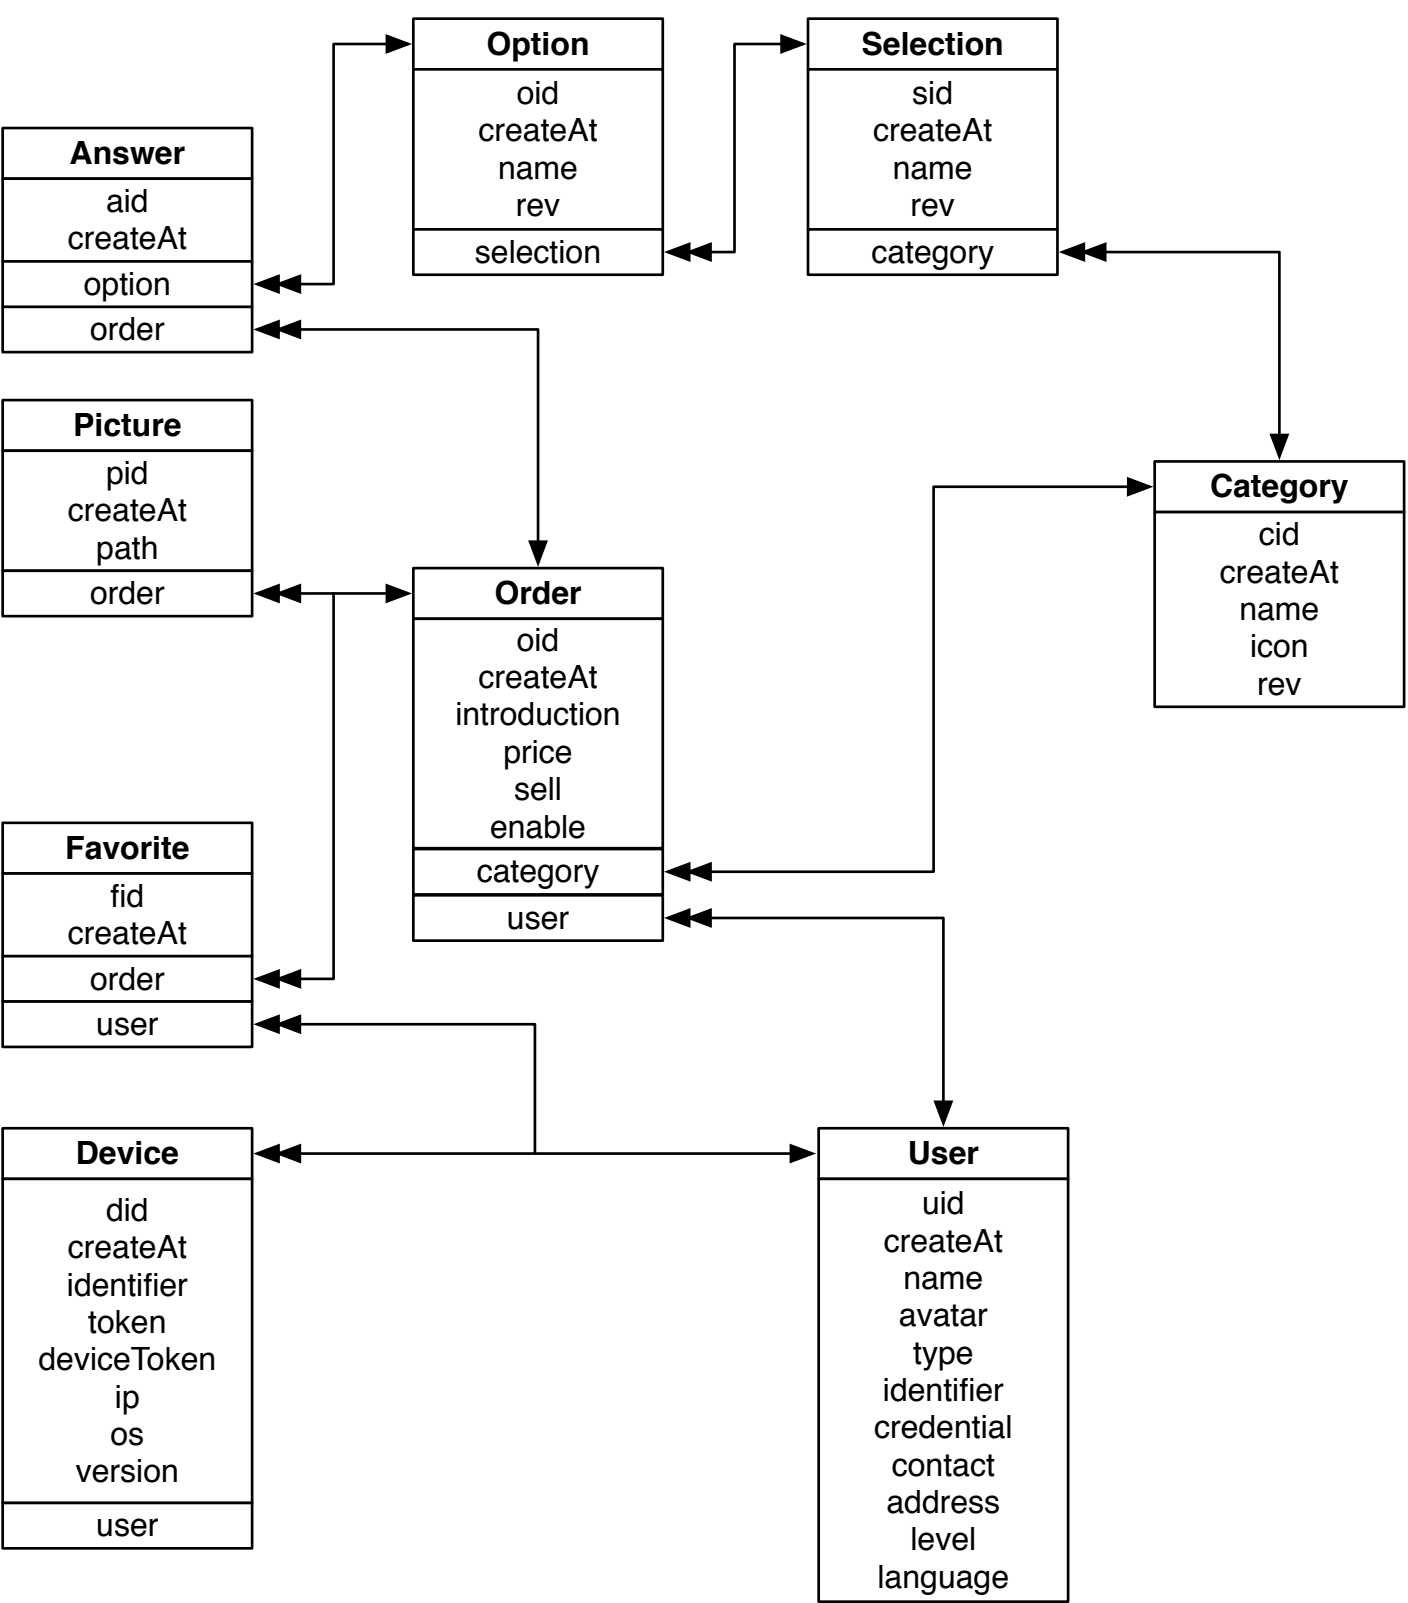 Option
oid
createAt
name
rev
selection
Selection
sid
createAt
name
rev
category
Answer
aid
createAt
option
order
Picture
pid
createAt
path
order
Order
oid
createAt
introduction
price
sell
enable
category
user
Category
cid
createAt
name
icon
rev
Favorite
fid
createAt
order
user
Device
did
createAt
identifier
token
deviceToken
ip
os
version
user
User
uid
createAt
name
avatar
type
identifier
credential
contact
address
level
language